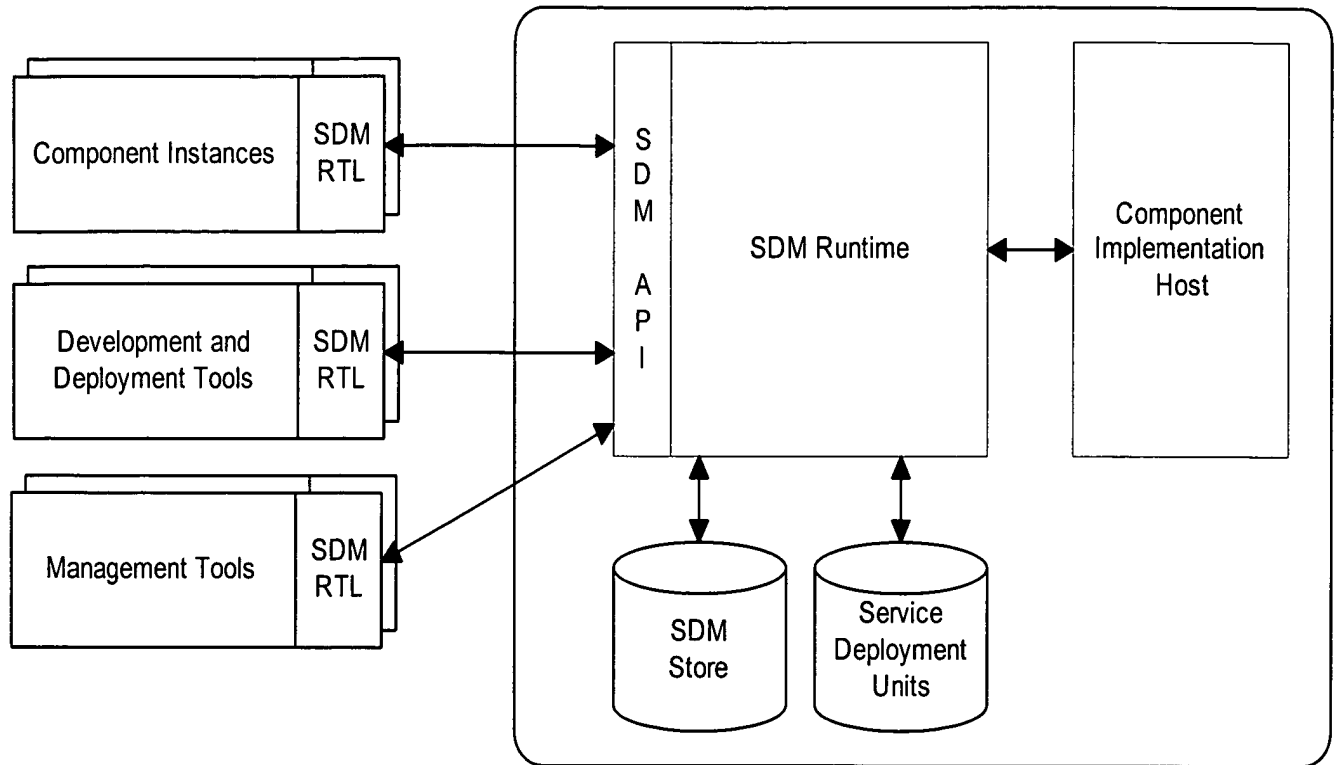 Component Instances
SDM
RTL
Development and
Deployment Tools
SDM
RTL
Management Tools
SDM
RTL
S
D
M
A
P
I
SDM Runtime
Component
Implementation
Host
SDM
Store
Service
Deployment
Units